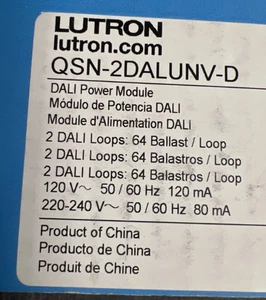 LUTRON
lutron.com
QSN-2DALUNV-D
DALI Power Module
Módulo de Potencia DALI
Module d'Alimentation DALI
2 DALI Loops: 64 Ballast / Loop
2 DALI Loops: 64 Balastros / Loop
2 DALI Loops: 64 Balastros / Loop
120 V~ 50 / 60 Hz 120 mA
220-240 V~ 50 / 60 Hz 80 mA
Product of China
Producto de China
Produit de Chine